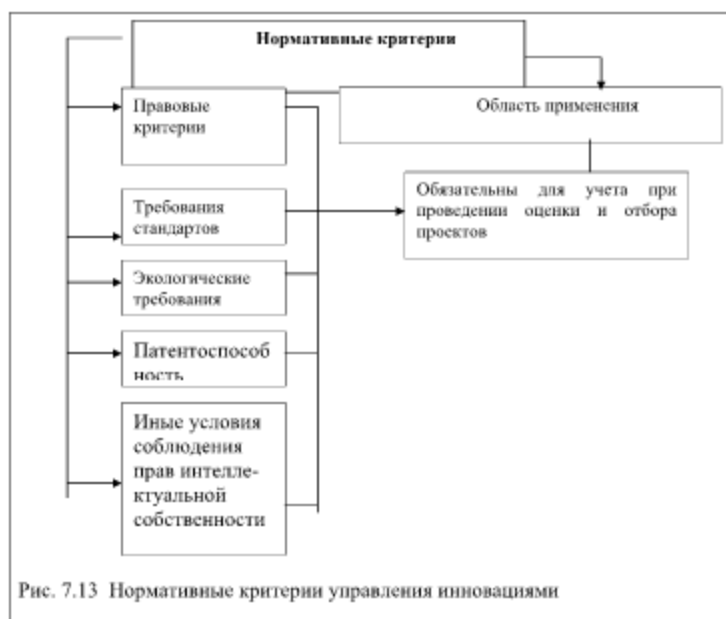 Нормативные критерии
Правовые
критерии
Область применения
Требования
стандартов
Обязательны для учета при
проведении оценки и отбора
проектов
Экологические
требования
Патентоспособ
ность
Иные условия
соблюдения
прав интелле-
ктуальной
собственности
Рис. 7.13 Нормативные критерии управления инновациями